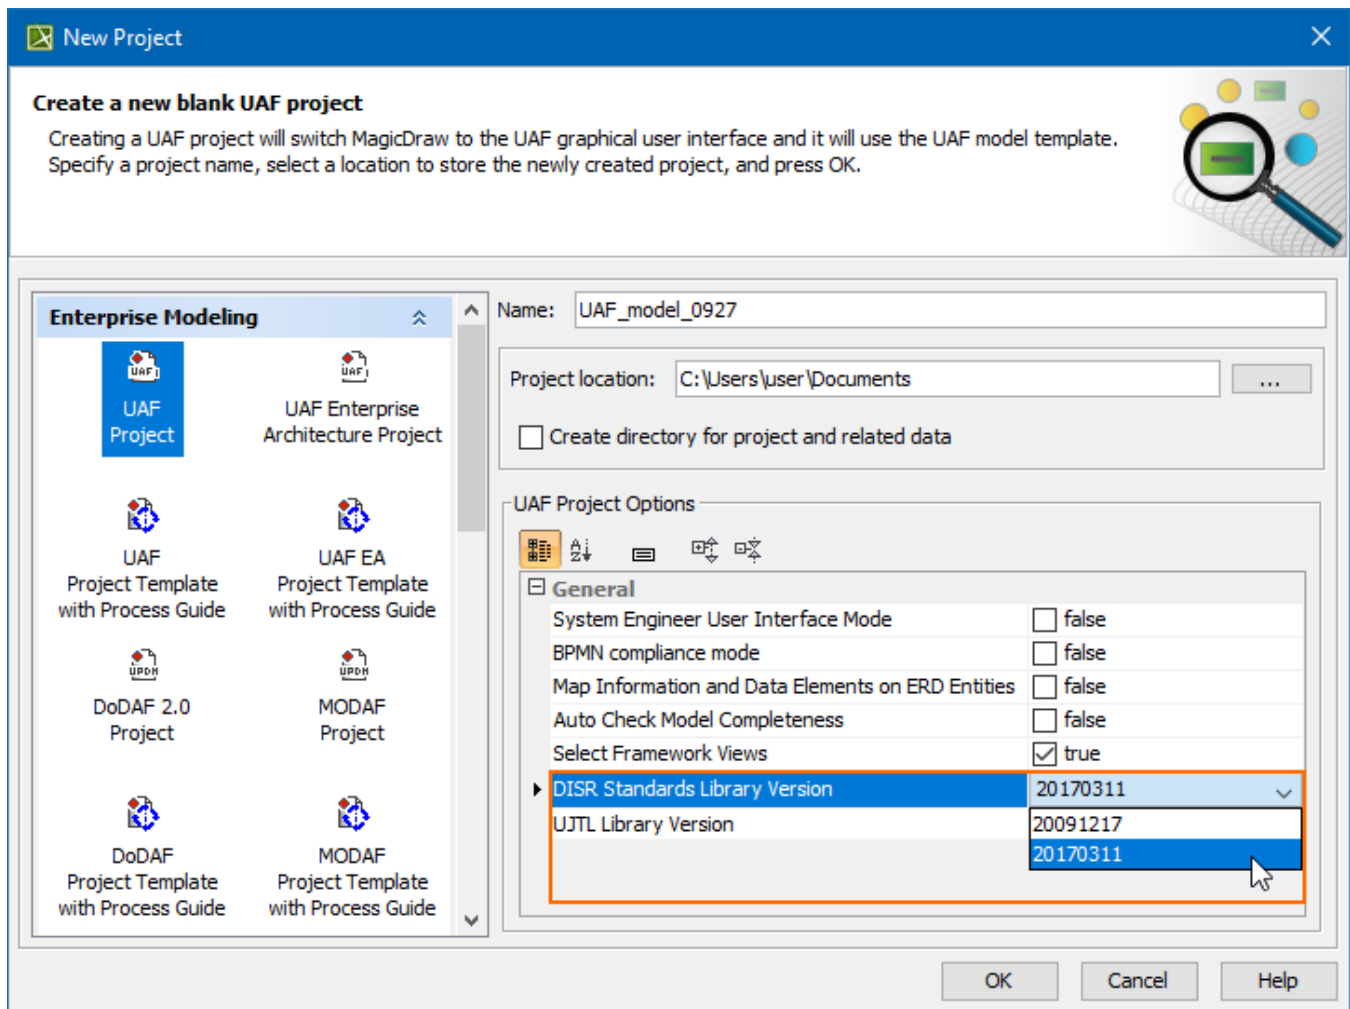 New Project
Create a new blank UAF project
Creating a UAF project will switch MagicDraw to the UAF graphical user interface and it will use the UAF model template.
Specify a project name, select a location to store the newly created project, and press OK.
Enterprise Modeling
UAF
Project
UAF Enterprise
Architecture Project
UAF
Project Template
with Process Guide
UAF EA
Project Template
with Process Guide
DoDAF 2.0
Project
MODAF
Project
DoDAF
Project Template
with Process Guide
MODAF
Project Template
with Process Guide
Name: UAF_model_0927
Project location: C:\Users\user\Documents ...
Create directory for project and related data
UAF Project Options
General
System Engineer User Interface Mode false
BPMN compliance mode false
Map Information and Data Elements on ERD Entities false
Auto Check Model Completeness false
Select Framework Views true
DISR Standards Library Version 20170311
UJTL Library Version 20091217
20170311
OK Cancel Help